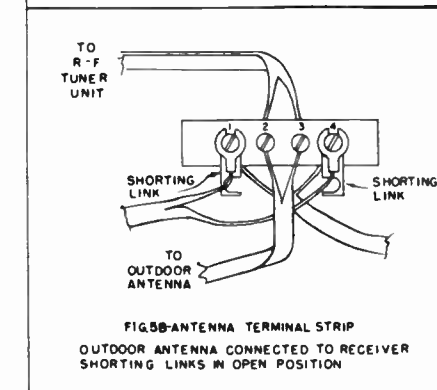 TO
R-F
TUNER
UNIT
1 2 3 4
SHORTING
LINK
SHORTING
LINK
TO
OUTDOOR
ANTENNA
FIG.5B-ANTENNA TERMINAL STRIP
OUTDOOR ANTENNA CONNECTED TO RECEIVER
SHORTING LINKS IN OPEN POSITION